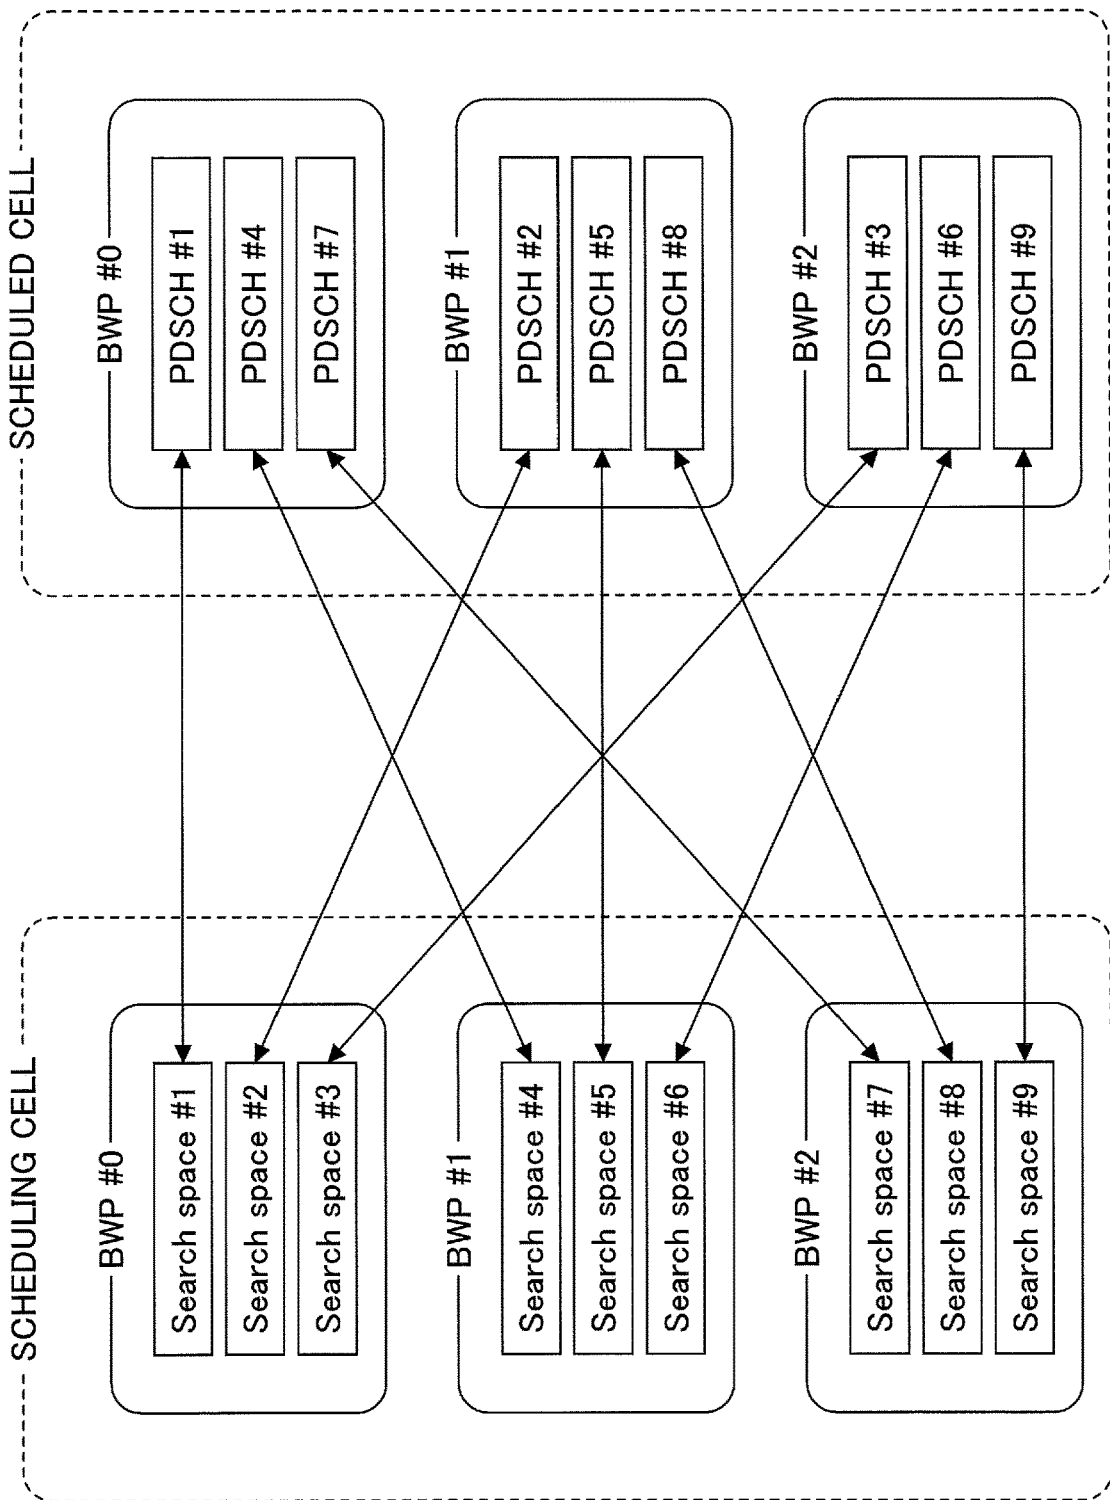 SCHEDULING CELL
BWP #0
Search space #1
Search space #2
Search space #3
BWP #1
Search space #4
Search space #5
Search space #6
BWP #2
Search space #7
Search space #8
Search space #9
SCHEDULED CELL
BWP #0
PDSCH #1
PDSCH #4
PDSCH #7
BWP #1
PDSCH #2
PDSCH #5
PDSCH #8
BWP #2
PDSCH #3
PDSCH #6
PDSCH #9